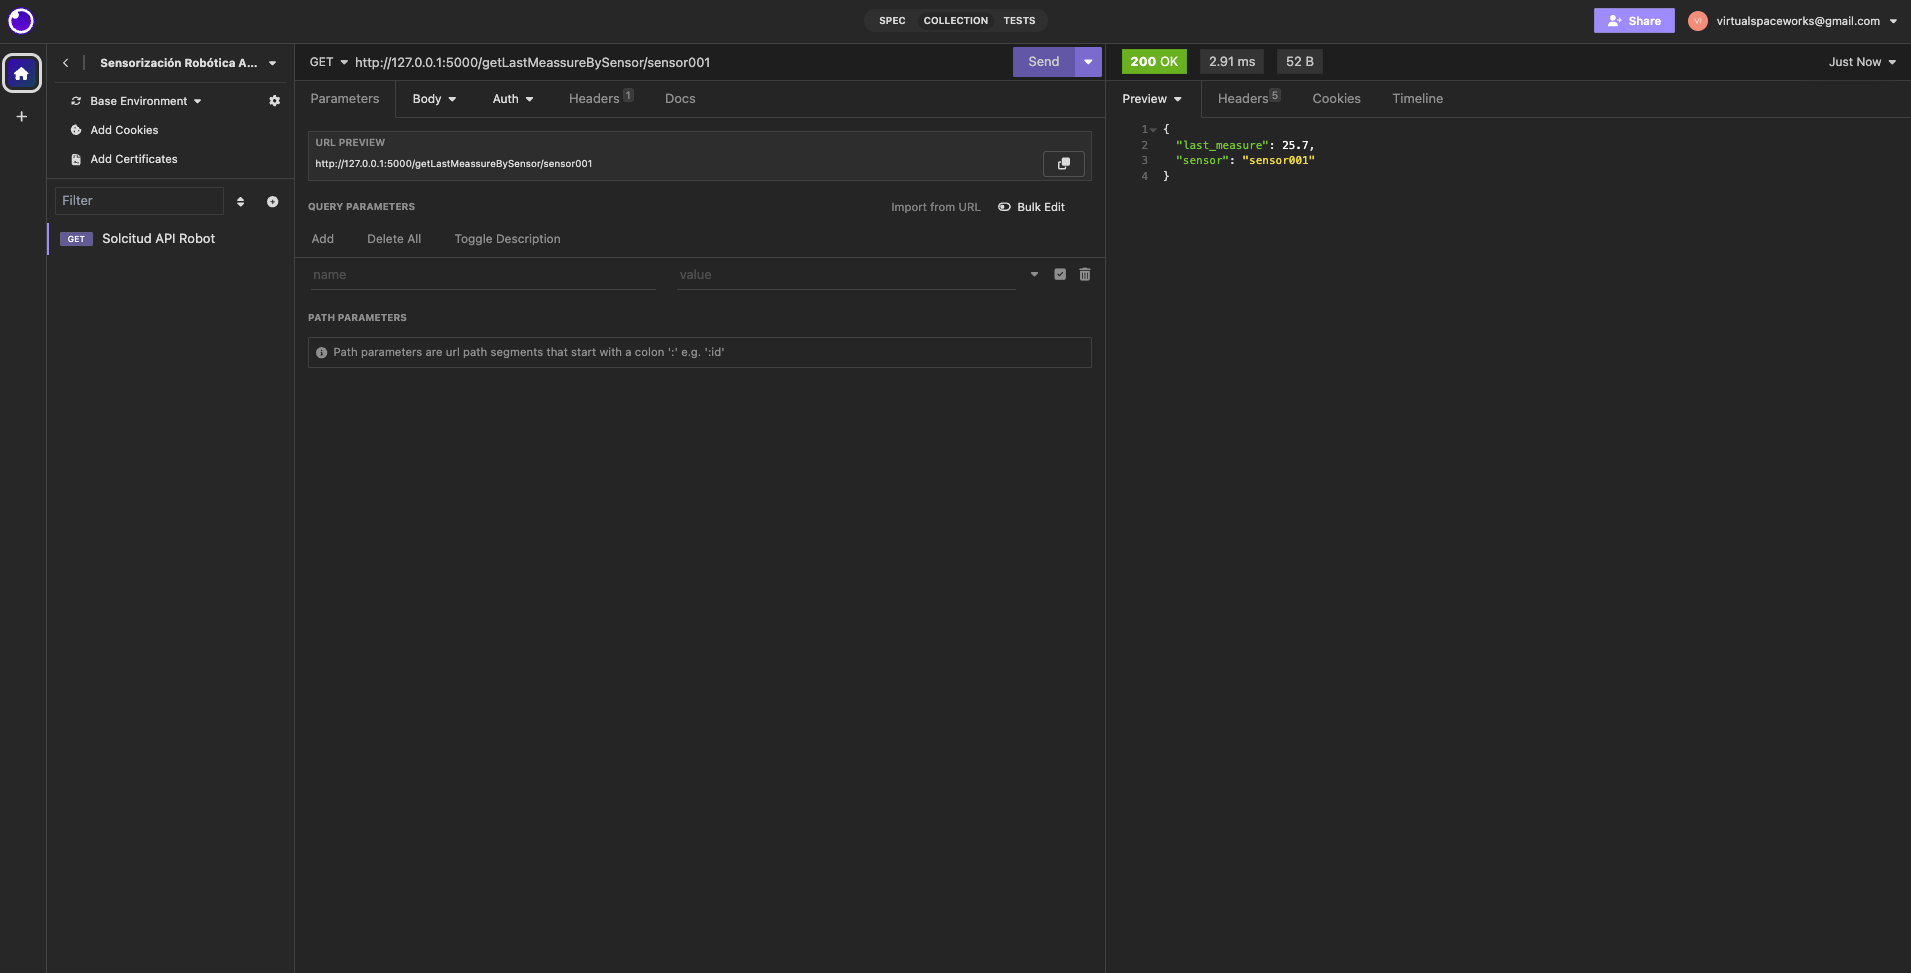 SPEC COLLECTION TESTS
Share
VI virtualspaceworks@gmail.com
Sensorización Robótica A...
Base Environment
Add Cookies
Add Certificates
Filter
GET Solcitud API Robot
GET http://127.0.0.1:5000/getLastMeassureBySensor/sensor001 Send
Parameters Body Auth Headers 1 Docs
URL PREVIEW
http://127.0.0.1:5000/getLastMeassureBySensor/sensor001
QUERY PARAMETERS Import from URL Bulk Edit
Add Delete All Toggle Description
name value
PATH PARAMETERS
Path parameters are url path segments that start with a colon ':' e.g. ':id'
200 OK 2.91 ms 52 B Just Now
Preview Headers 5 Cookies Timeline
1 {
2 "last_measure": 25.7,
3 "sensor": "sensor001"
4 }